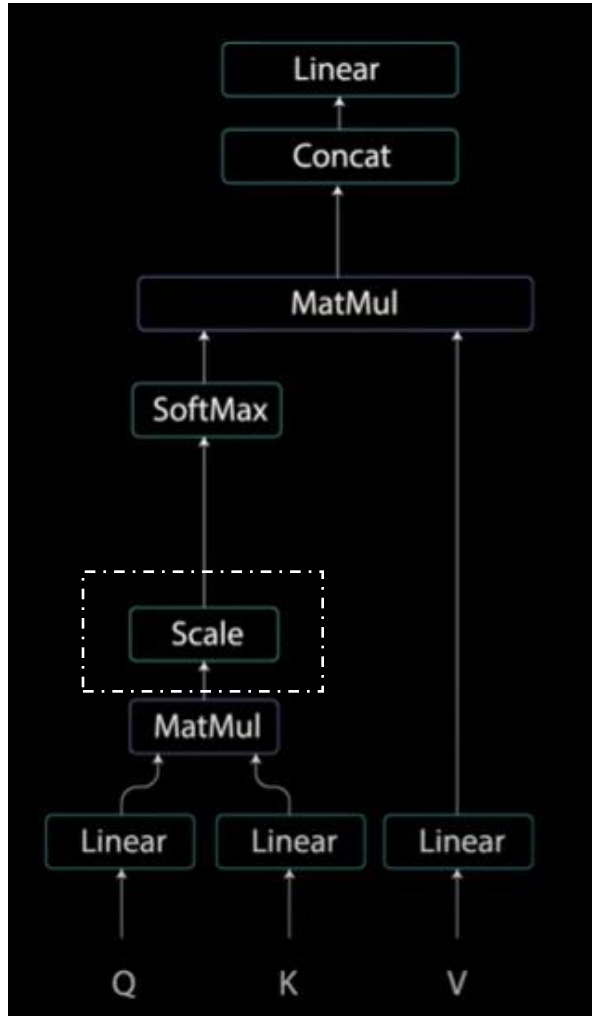 Linear
Concat
MatMul
SoftMax
Scale
MatMul
Linear Linear Linear
Q K V